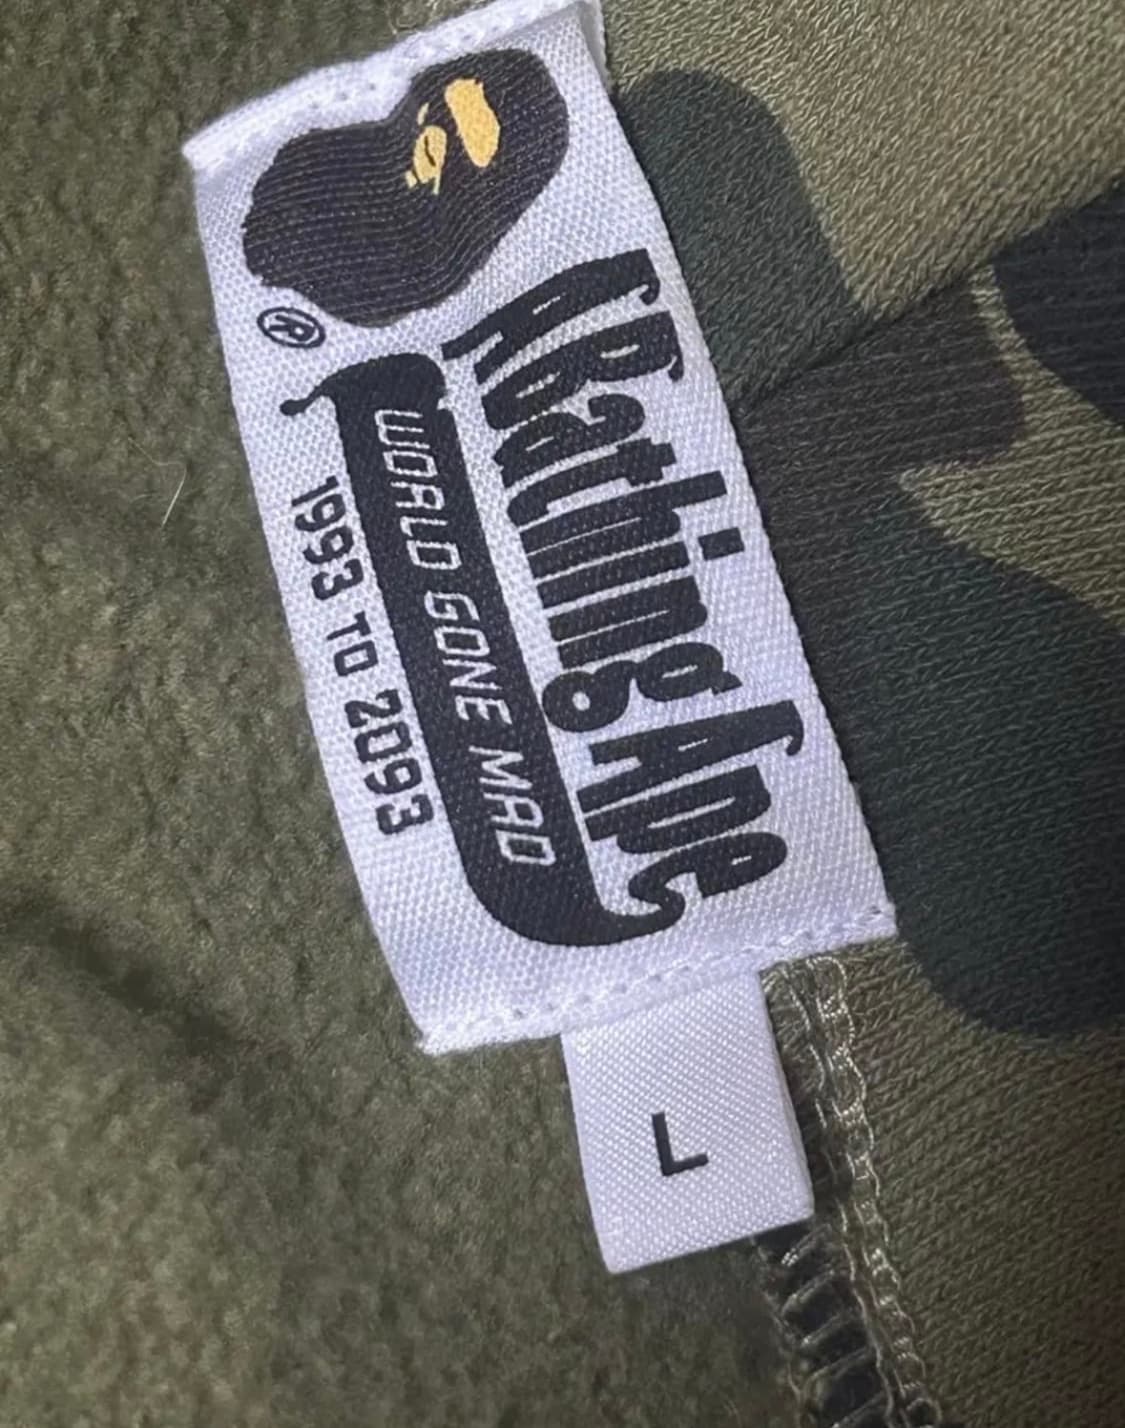 ®
A Bathing Ape
WORLD GONE MAD
1993 TO 2093
L